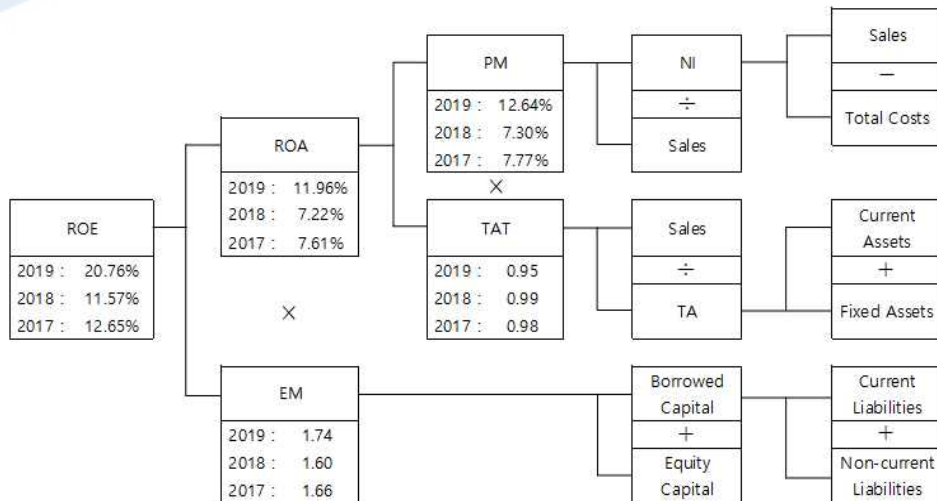 ROE
2019 : 20.76%
2018 : 11.57%
2017 : 12.65%
ROA
2019 : 11.96%
2018 : 7.22%
2017 : 7.61%
×
EM
2019 : 1.74
2018 : 1.60
2017 : 1.66
PM
2019 : 12.64%
2018 : 7.30%
2017 : 7.77%
×
TAT
2019 : 0.95
2018 : 0.99
2017 : 0.98
NI
÷
Sales
Sales
÷
TA
Borrowed
Capital
+
Equity
Capital
Sales
−
Total Costs
Current
Assets
+
Fixed Assets
Current
Liabilities
+
Non-current
Liabilities